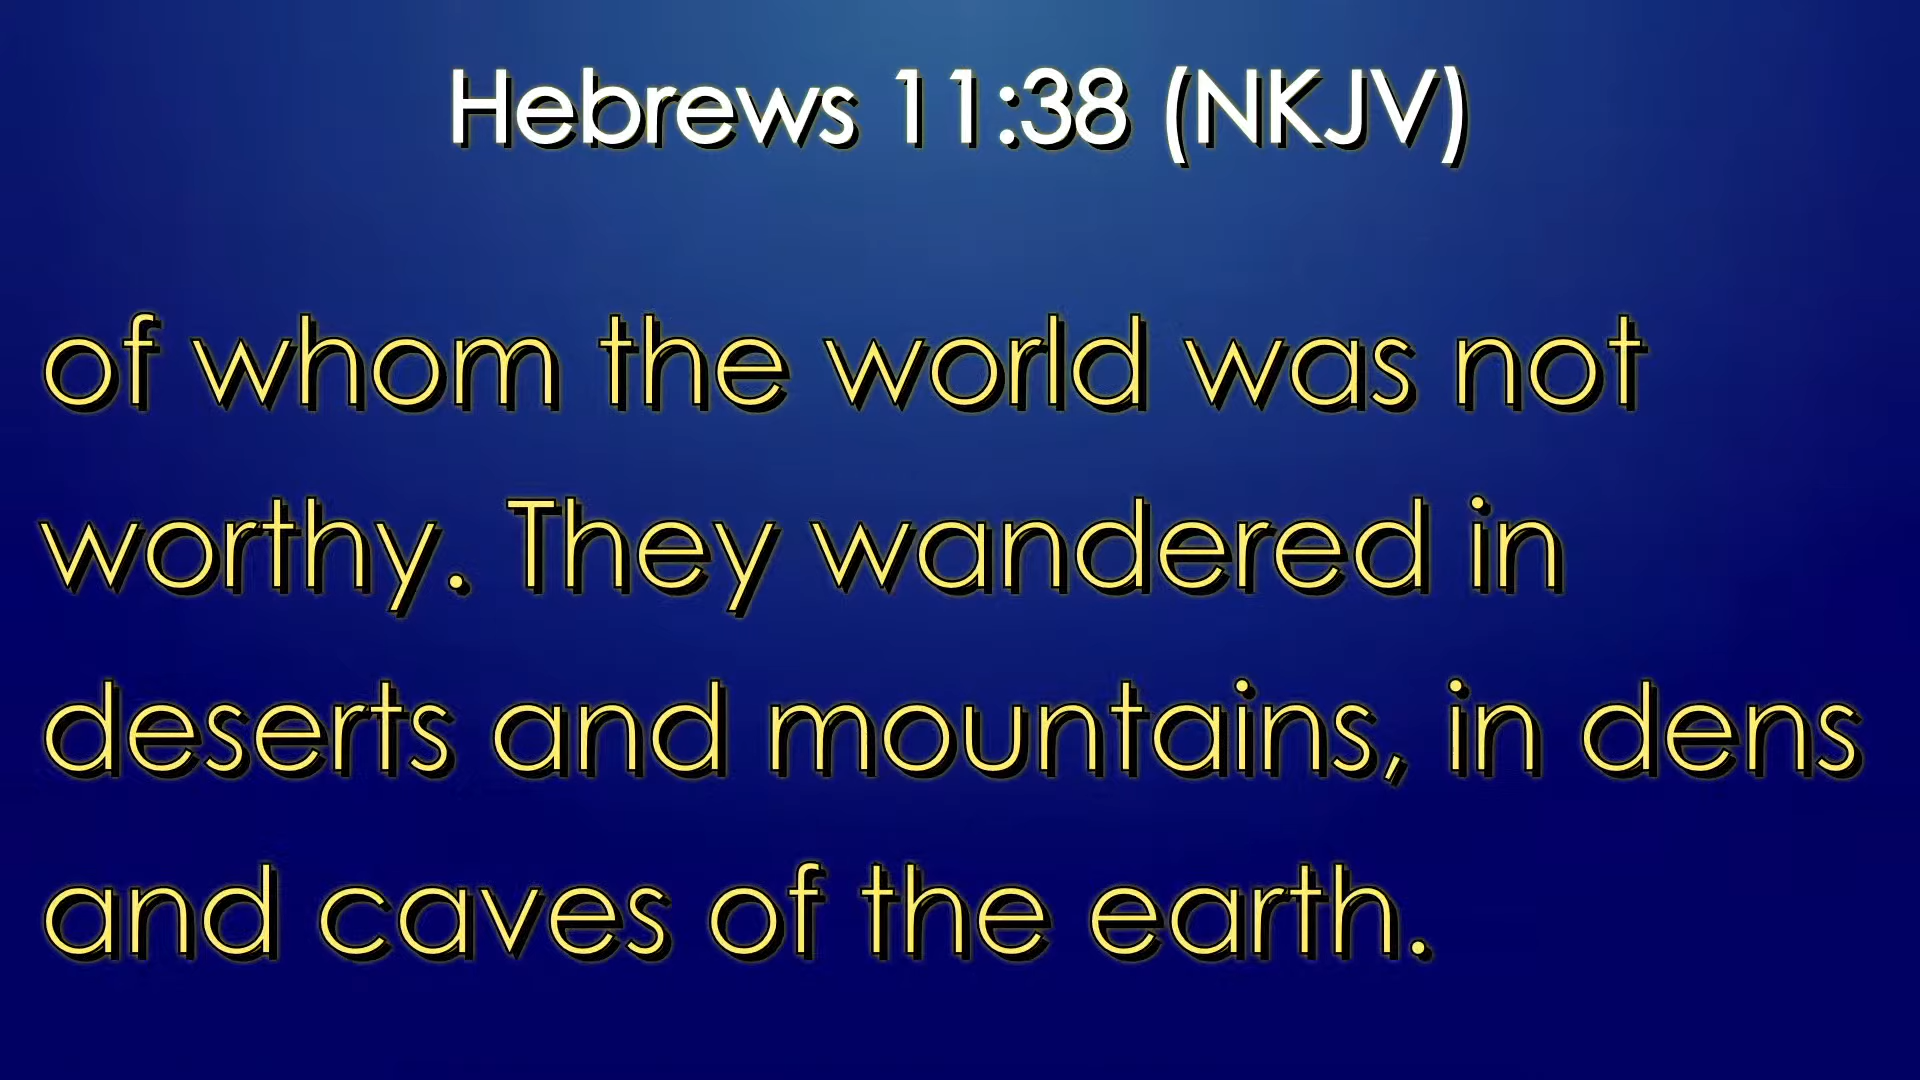 Hebrews 11:38 (NKJV)
of whom the world was not
worthy. They wandered in
deserts and mountains, in dens
and caves of the earth.